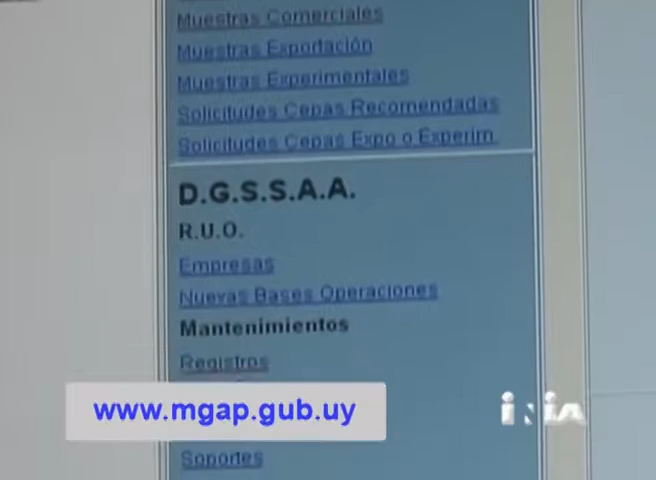 Muestras Comerciales
Muestras Exportación
Muestras Experimentales
Solicitudes Cepas Recomendadas
Solicitudes Cepas Expo o Experim
D.G.S.S.A.A.
R.U.O.
Empresas
Nuevas Bases Operaciones
Mantenimientos
Registros
www.mgap.gub.uy
inia
Soportes